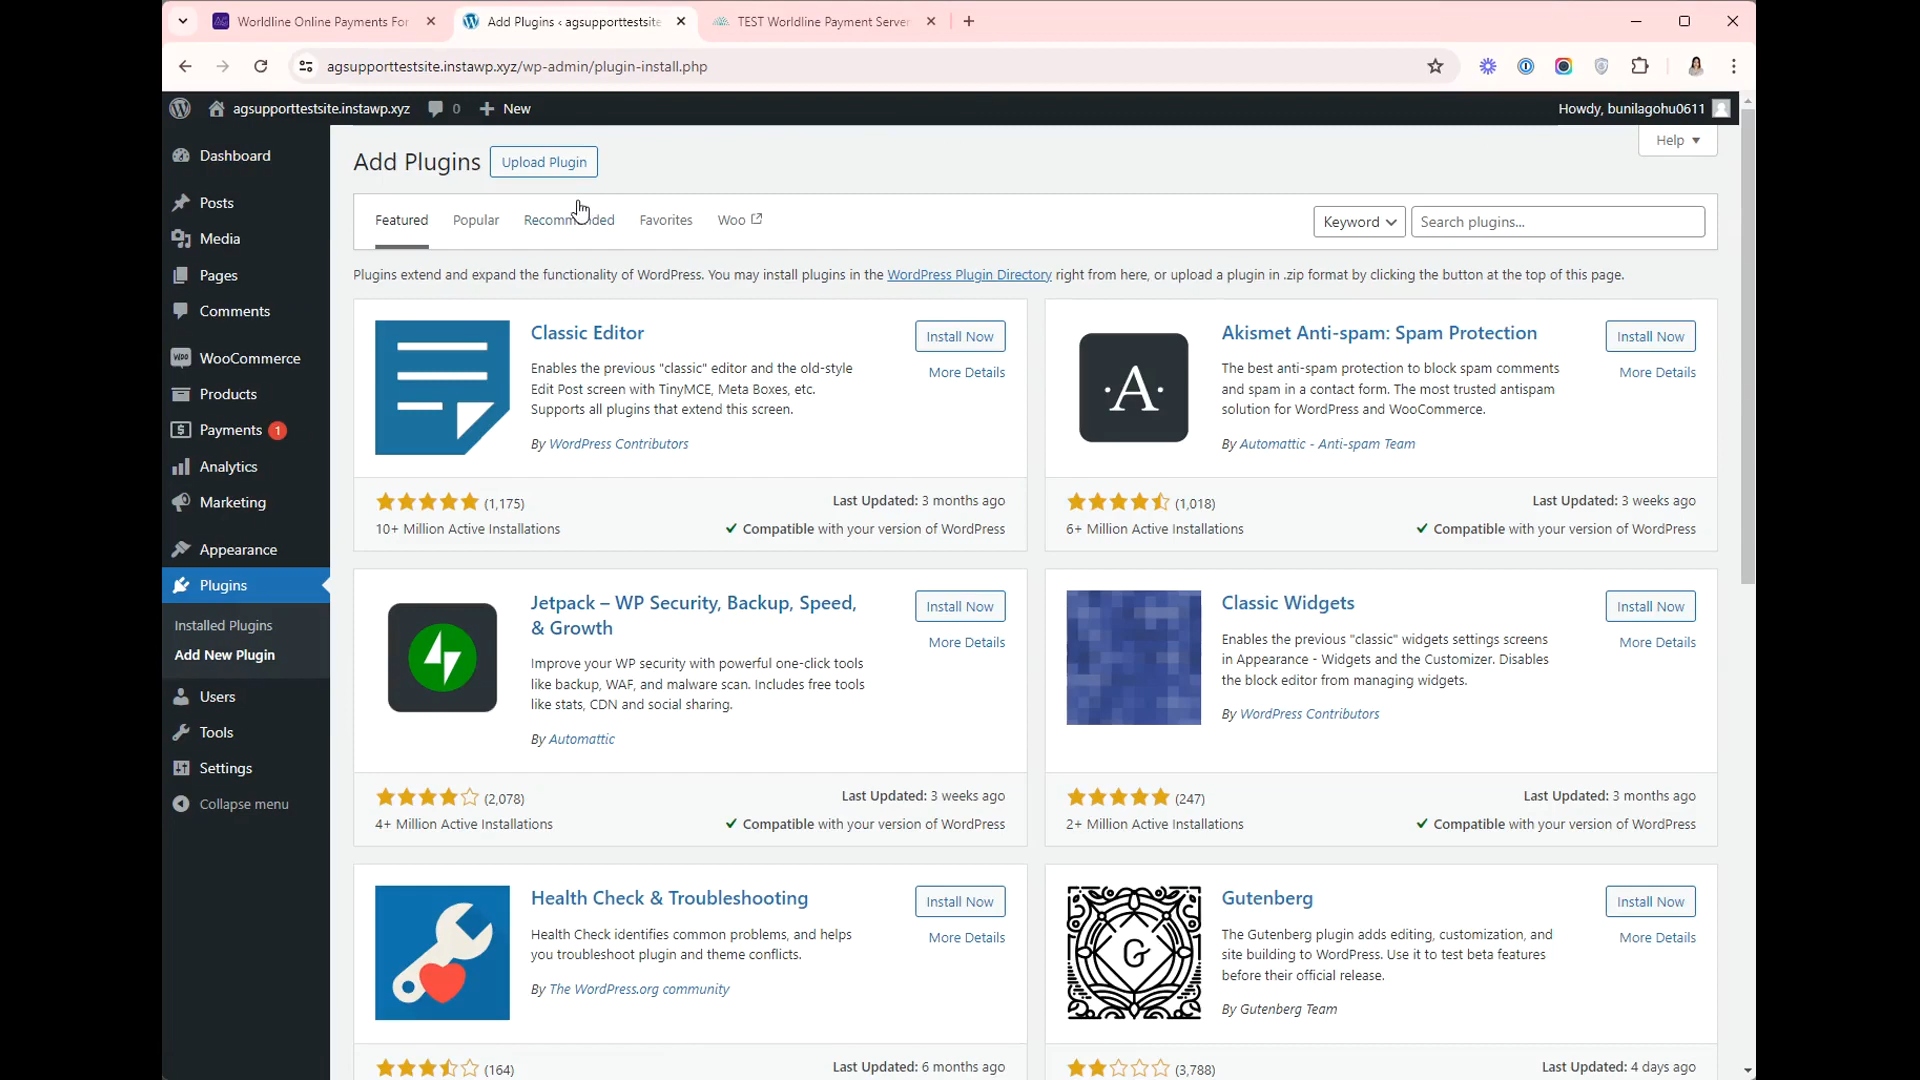 Worldline Online Payments For
Add Plugins ‹ agsupporttestsite
TEST Worldline Payment Server
agsupporttestsite.instawp.xyz/wp-admin/plugin-install.php
agsupporttestsite.instawp.xyz
0
New
Howdy, bunilagohu0611
Dashboard
Posts
Media
Pages
Comments
WooCommerce
Products
Payments 1
Analytics
Marketing
Appearance
Plugins
Installed Plugins
Add New Plugin
Users
Tools
Settings
Collapse menu
Help
Add Plugins
Upload Plugin
Featured
Popular
Recommended
Favorites
Woo
Keyword
Search plugins...
Plugins extend and expand the functionality of WordPress. You may install plugins in the WordPress Plugin Directory right from here, or upload a plugin in .zip format by clicking the button at the top of this page.
Classic Editor
Install Now
More Details
Enables the previous "classic" editor and the old-style
Edit Post screen with TinyMCE, Meta Boxes, etc.
Supports all plugins that extend this screen.
By WordPress Contributors
(1,175)
Last Updated: 3 months ago
10+ Million Active Installations
Compatible with your version of WordPress
·A·
Akismet Anti-spam: Spam Protection
Install Now
More Details
The best anti-spam protection to block spam comments
and spam in a contact form. The most trusted antispam
solution for WordPress and WooCommerce.
By Automattic - Anti-spam Team
(1,018)
Last Updated: 3 weeks ago
6+ Million Active Installations
Compatible with your version of WordPress
Jetpack – WP Security, Backup, Speed,
& Growth
Install Now
More Details
Improve your WP security with powerful one-click tools
like backup, WAF, and malware scan. Includes free tools
like stats, CDN and social sharing.
By Automattic
(2,078)
Last Updated: 3 weeks ago
4+ Million Active Installations
Compatible with your version of WordPress
Classic Widgets
Install Now
More Details
Enables the previous "classic" widgets settings screens
in Appearance - Widgets and the Customizer. Disables
the block editor from managing widgets.
By WordPress Contributors
(247)
Last Updated: 3 months ago
2+ Million Active Installations
Compatible with your version of WordPress
Health Check & Troubleshooting
Install Now
More Details
Health Check identifies common problems, and helps
you troubleshoot plugin and theme conflicts.
By The WordPress.org community
(164)
Last Updated: 6 months ago
G
Gutenberg
Install Now
More Details
The Gutenberg plugin adds editing, customization, and
site building to WordPress. Use it to test beta features
before their official release.
By Gutenberg Team
(3,788)
Last Updated: 4 days ago